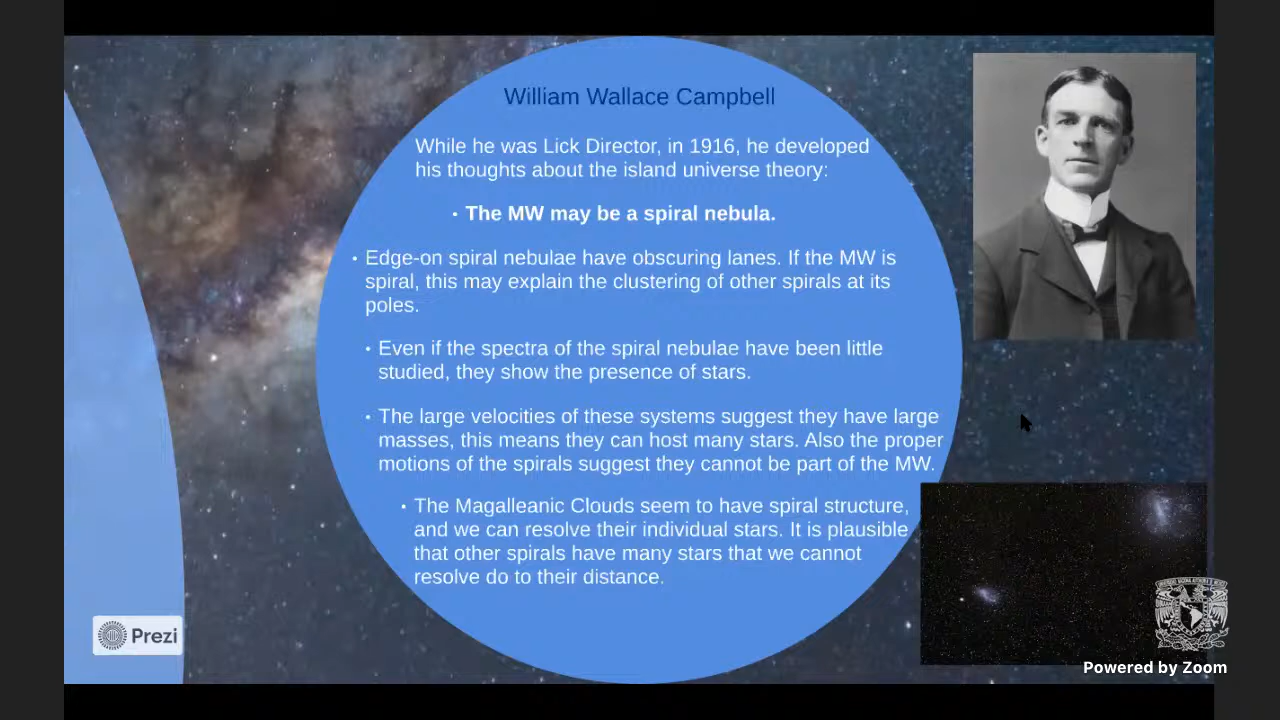 William Wallace Campbell
While he was Lick Director, in 1916, he developed
his thoughts about the island universe theory:
• The MW may be a spiral nebula.
• Edge-on spiral nebulae have obscuring lanes. If the MW is
spiral, this may explain the clustering of other spirals at its
poles.
• Even if the spectra of the spiral nebulae have been little
studied, they show the presence of stars.
• The large velocities of these systems suggest they have large
masses, this means they can host many stars. Also the proper
motions of the spirals suggest they cannot be part of the MW.
• The Magalleanic Clouds seem to have spiral structure,
and we can resolve their individual stars. It is plausible
that other spirals have many stars that we cannot
resolve do to their distance.
Prezi
Powered by Zoom